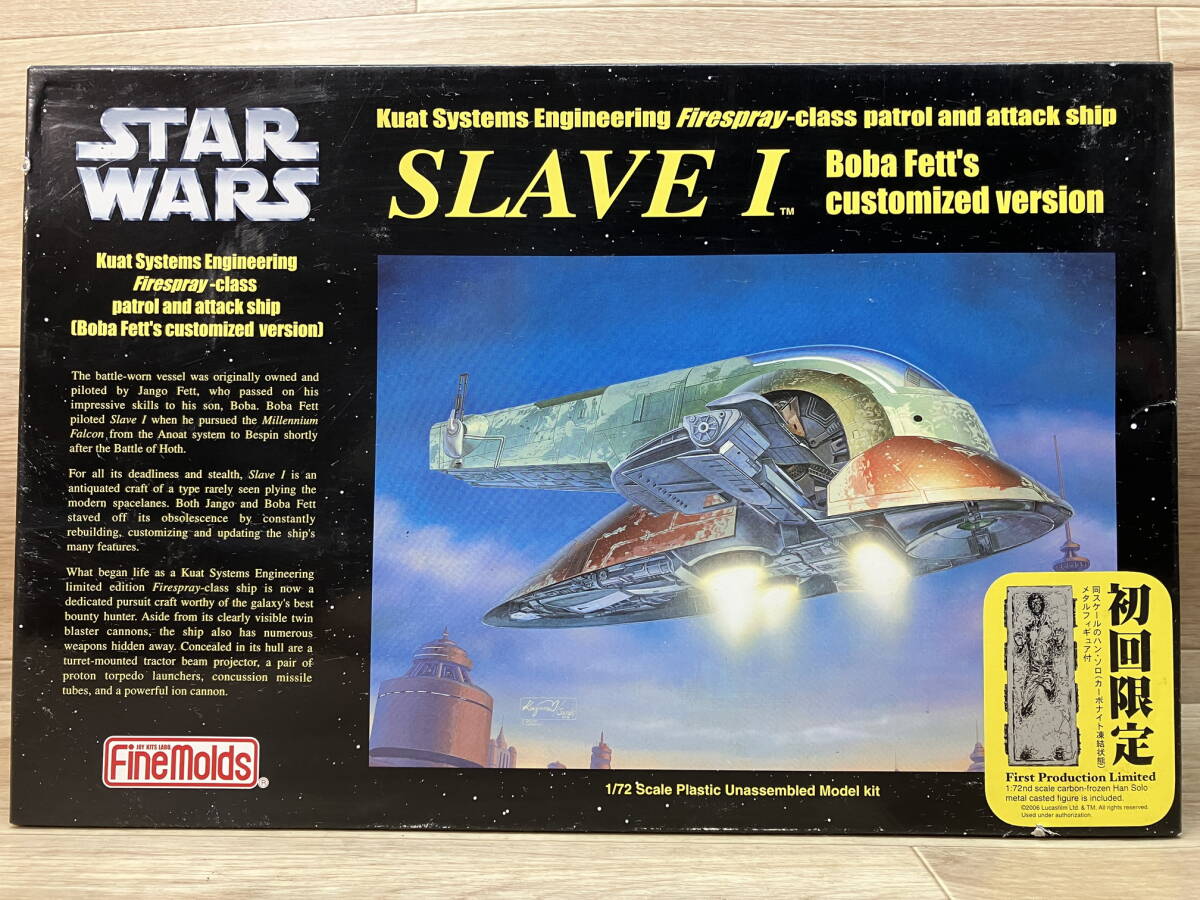 STAR
WARS
TM
Kuat Systems Engineering
Firespray-class
patrol and attack ship
(Boba Fett's customized version)
The battle-worn vessel was originally owned and
piloted by Jango Fett, who passed on his
impressive skills to his son, Boba. Boba Fett
piloted Slave I when he pursued the Millennium
Falcon from the Anoat system to Bespin shortly
after the Battle of Hoth.
For all its deadliness and stealth, Slave I is an
antiquated craft of a type rarely seen plying the
modern spacelanes. Both Jango and Boba Fett
staved off its obsolescence by constantly
rebuilding, customizing and updating the ship's
many features.
What began life as a Kuat Systems Engineering
limited edition Firespray-class ship is now a
dedicated pursuit craft worthy of the galaxy's best
bounty hunter. Aside from its clearly visible twin
blaster cannons, the ship also has numerous
weapons hidden away. Concealed in its hull are a
turret-mounted tractor beam projector, a pair of
proton torpedo launchers, concussion missile
tubes, and a powerful ion cannon.
JOY KITS LABO
FineMolds®
Kuat Systems Engineering Firespray-class patrol and attack ship
SLAVE I™
Boba Fett's
customized version
1/72 Scale Plastic Unassembled Model kit
初回限定
同スケールのハン・ソロ(カーボナイト凍結状態)
メタルフィギュア付
First Production Limited
1:72nd scale carbon-frozen Han Solo
metal casted figure is included.
©2006 Lucasfilm Ltd. & TM. All rights reserved.
Used under authorization.